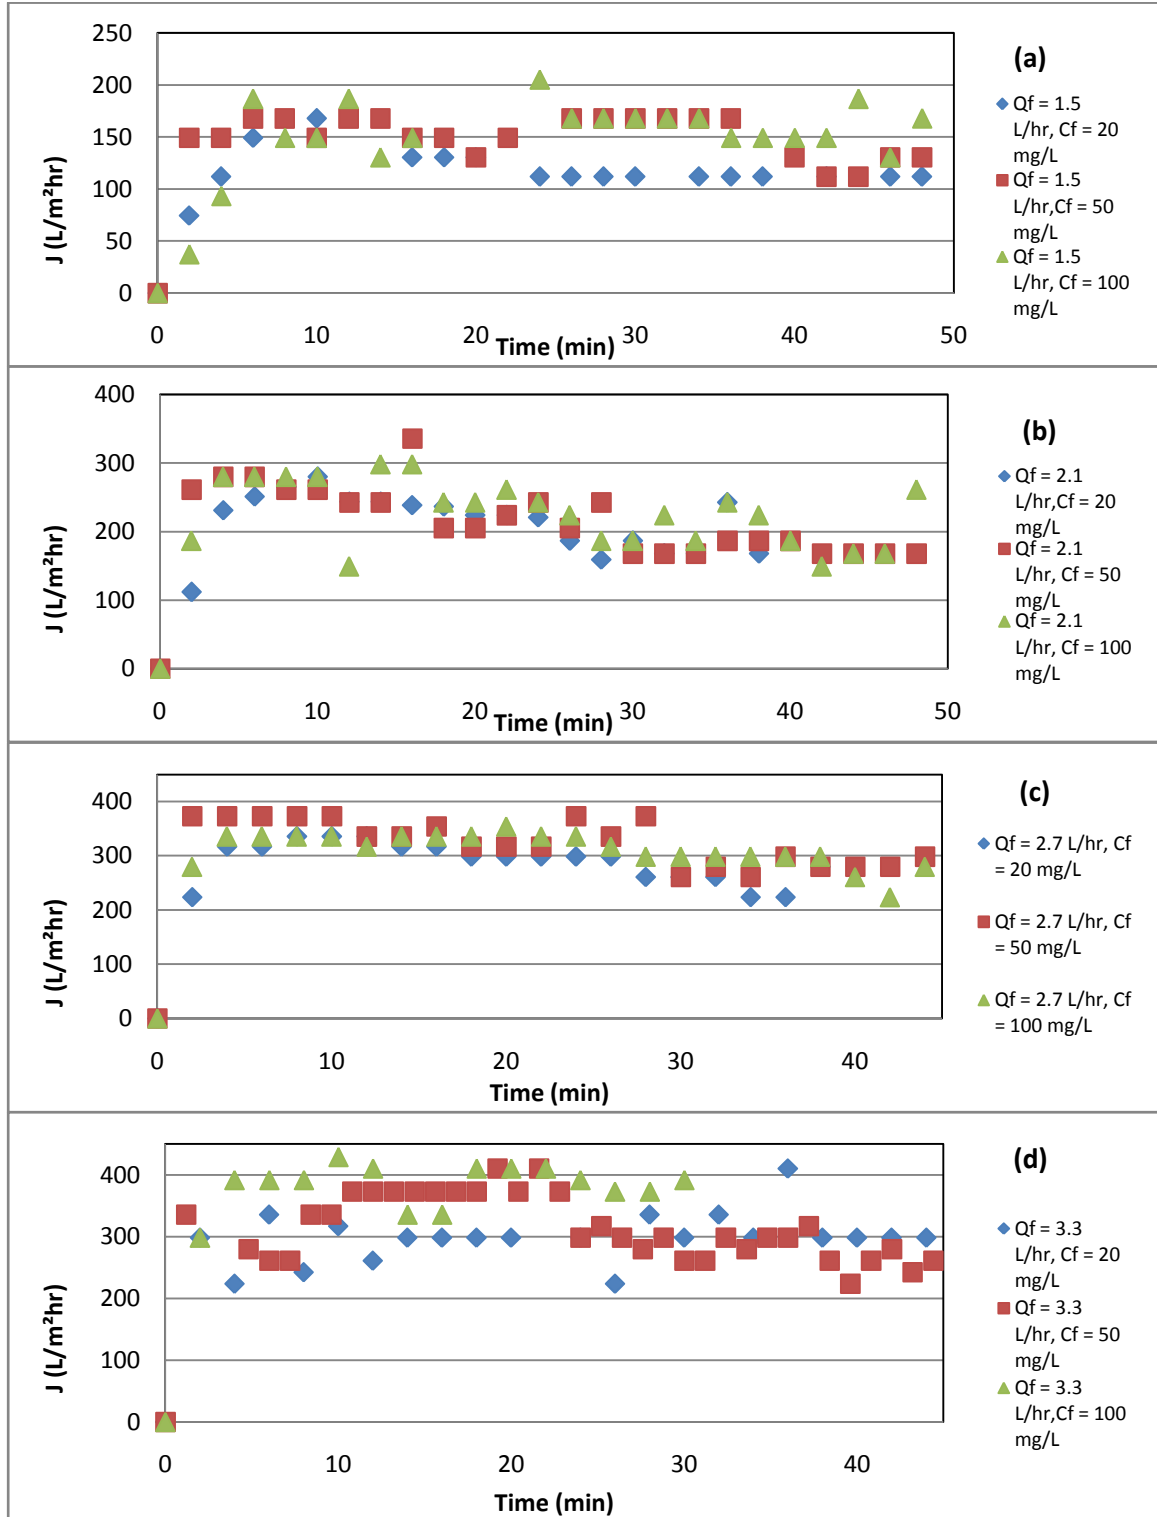 250
200
150
100
50
0
J (L/m²hr)
0
10
20
30
40
50
Time (min)
(a)
Qf = 1.5
L/hr, Cf = 20
mg/L
Qf = 1.5
L/hr,Cf = 50
mg/L
Qf = 1.5
L/hr, Cf = 100
mg/L
400
300
200
100
0
J (L/m²hr)
0
10
20
30
40
50
Time (min)
(b)
Qf = 2.1
L/hr,Cf = 20
mg/L
Qf = 2.1
L/hr, Cf = 50
mg/L
Qf = 2.1
L/hr, Cf = 100
mg/L
400
300
200
100
0
J (L/m²hr)
0
10
20
30
40
Time (min)
(c)
Qf = 2.7 L/hr, Cf
= 20 mg/L
Qf = 2.7 L/hr, Cf
= 50 mg/L
Qf = 2.7 L/hr, Cf
= 100 mg/L
400
300
200
100
0
J (L/m²hr)
0
10
20
30
40
Time (min)
(d)
Qf = 3.3
L/hr, Cf = 20
mg/L
Qf = 3.3
L/hr, Cf = 50
mg/L
Qf = 3.3
L/hr,Cf = 100
mg/L